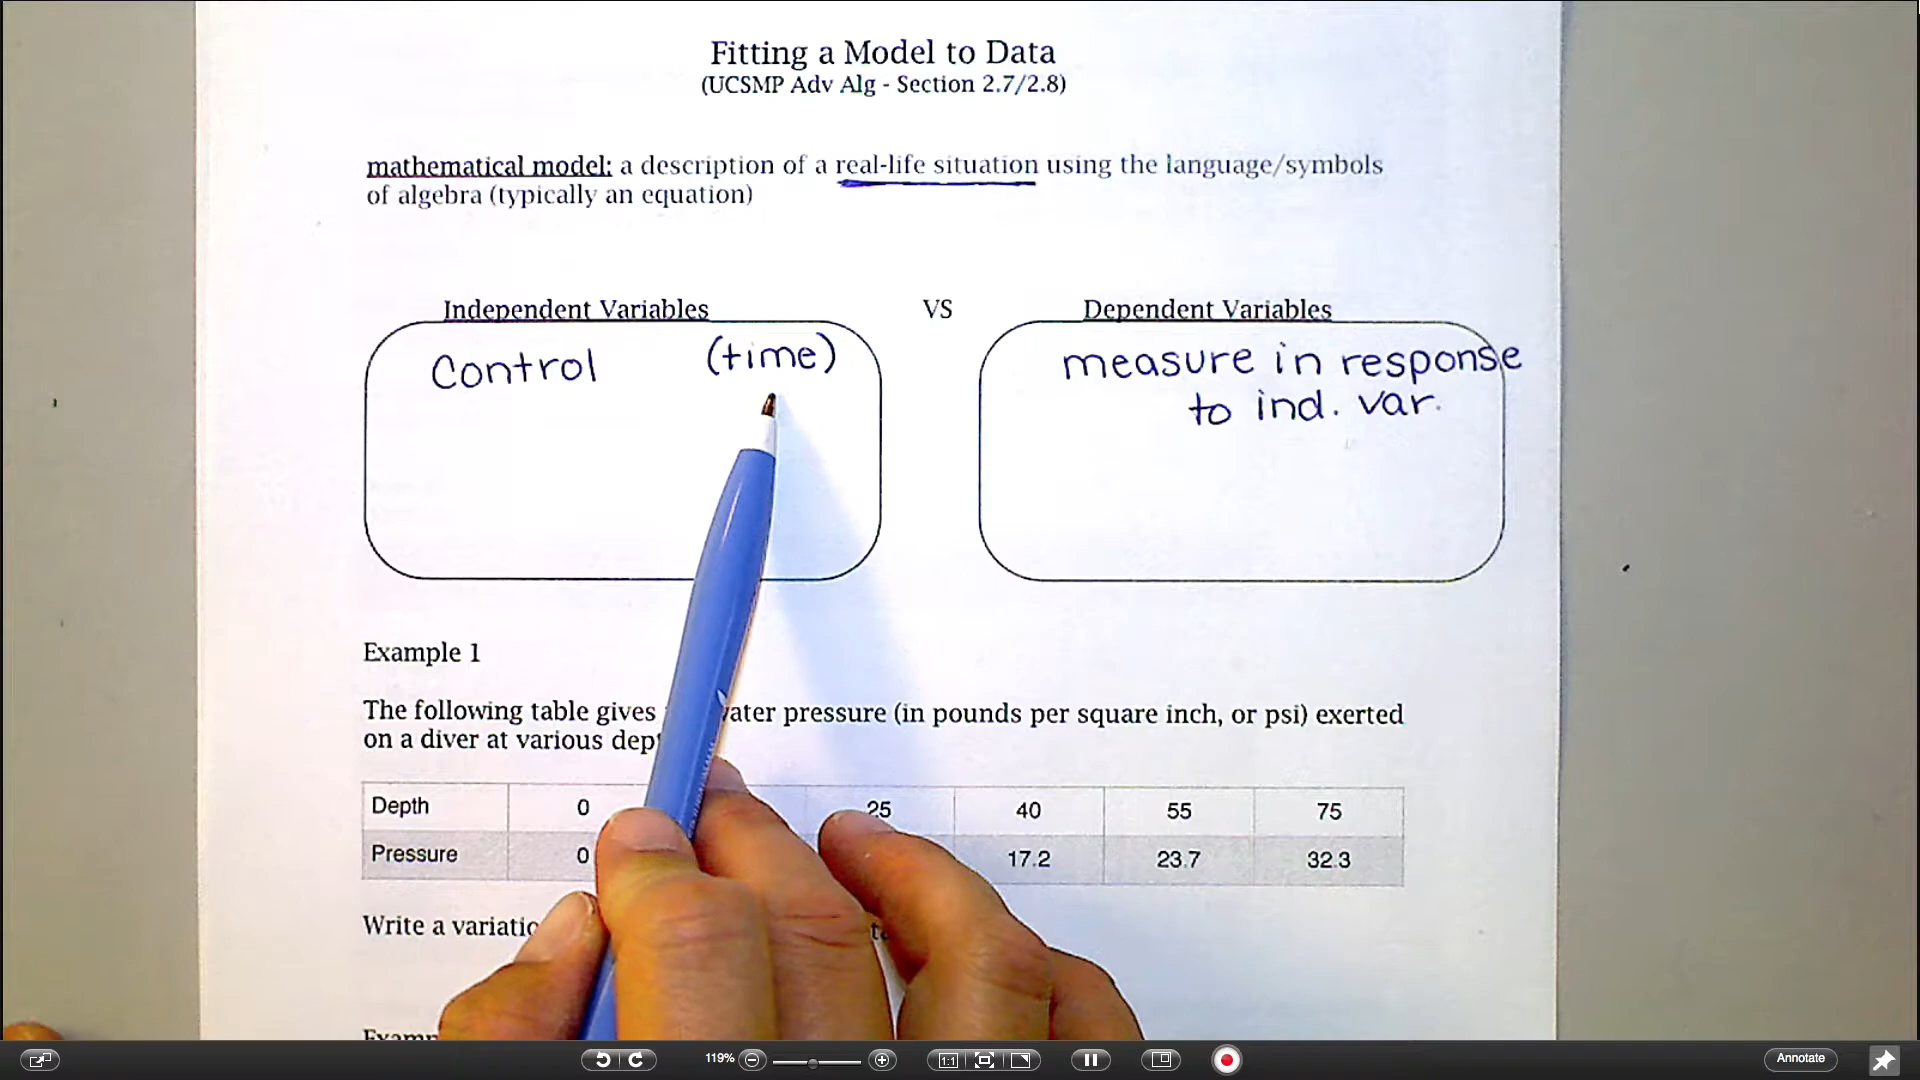 Fitting a Model to Data
(UCSMP Adv Alg - Section 2.7/2.8)
mathematical model: a description of a real-life situation using the language/symbols
of algebra (typically an equation)
Independent Variables VS Dependent Variables
Control (time)
measure in response
to ind. var.
Example 1
The following table gives water pressure (in pounds per square inch, or psi) exerted
on a diver at various
Depth 0 25 40 55 75
Pressure 0 17.2 23.7 32.3
Write a
119%
1:1
Annotate